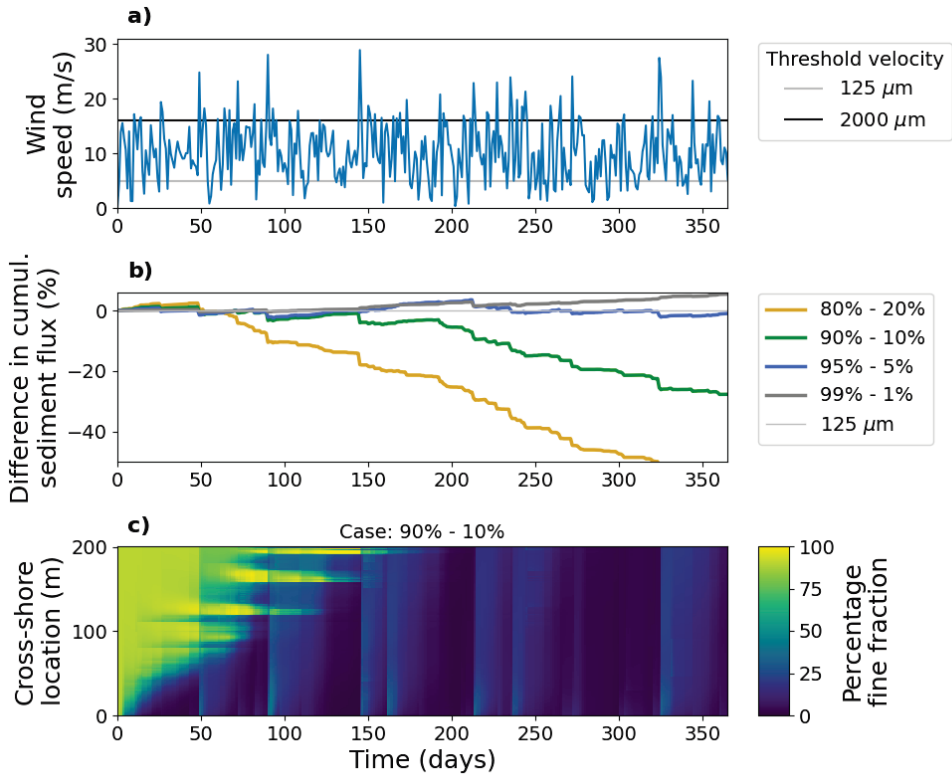 a)
30
20
10
0
Wind
speed (m/s)
0 50 100 150 200 250 300 350
Threshold velocity
125 μm
2000 μm
b)
0
−20
−40
Difference in cumul.
sediment flux (%)
0 50 100 150 200 250 300 350
80% - 20%
90% - 10%
95% - 5%
99% - 1%
125 μm
c)
Case: 90% - 10%
200
100
0
Cross-shore
location (m)
0 50 100 150 200 250 300 350
Time (days)
100
75
50
25
0
Percentage
fine fraction